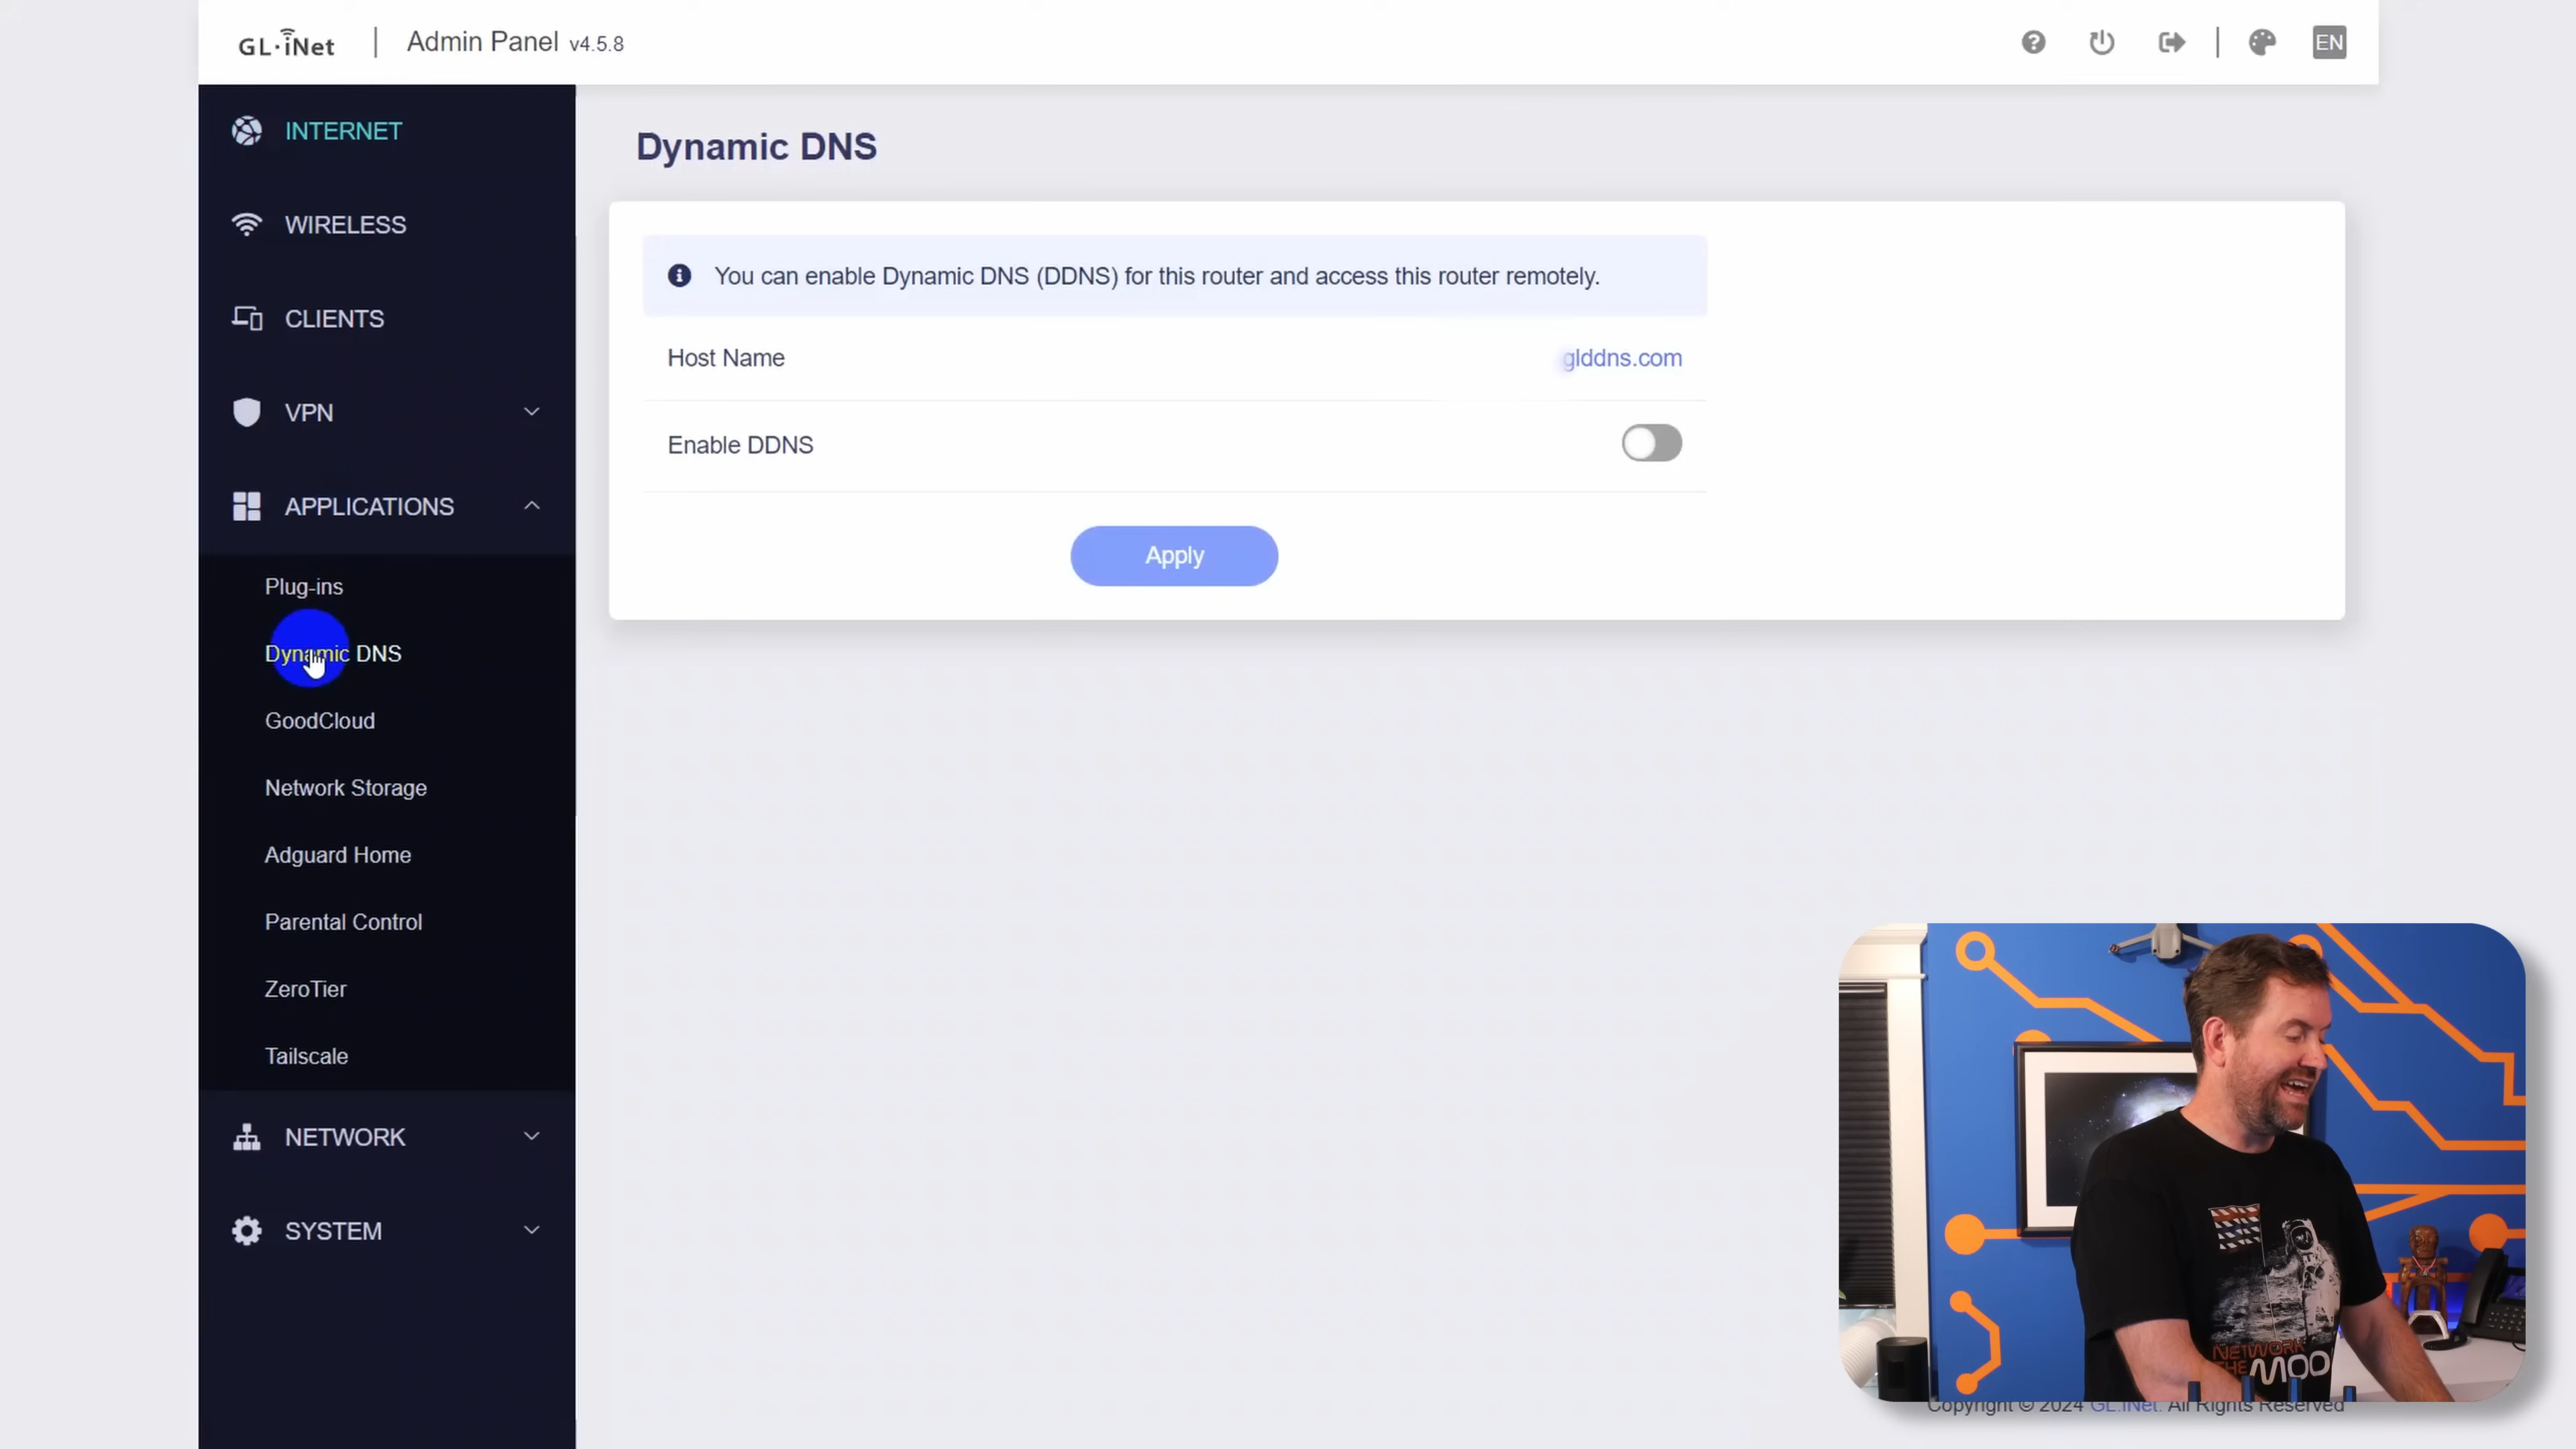 GL·iNet | Admin Panel v4.5.8
EN
INTERNET
WIRELESS
CLIENTS
VPN
APPLICATIONS
Plug-ins
Dynamic DNS
GoodCloud
Network Storage
Adguard Home
Parental Control
ZeroTier
Tailscale
NETWORK
SYSTEM
Dynamic DNS
You can enable Dynamic DNS (DDNS) for this router and access this router remotely.
Host Name
glddns.com
Enable DDNS
Apply
NETWORK
THE MOO
Copyright © 2024 GL.iNet. All Rights Reserved